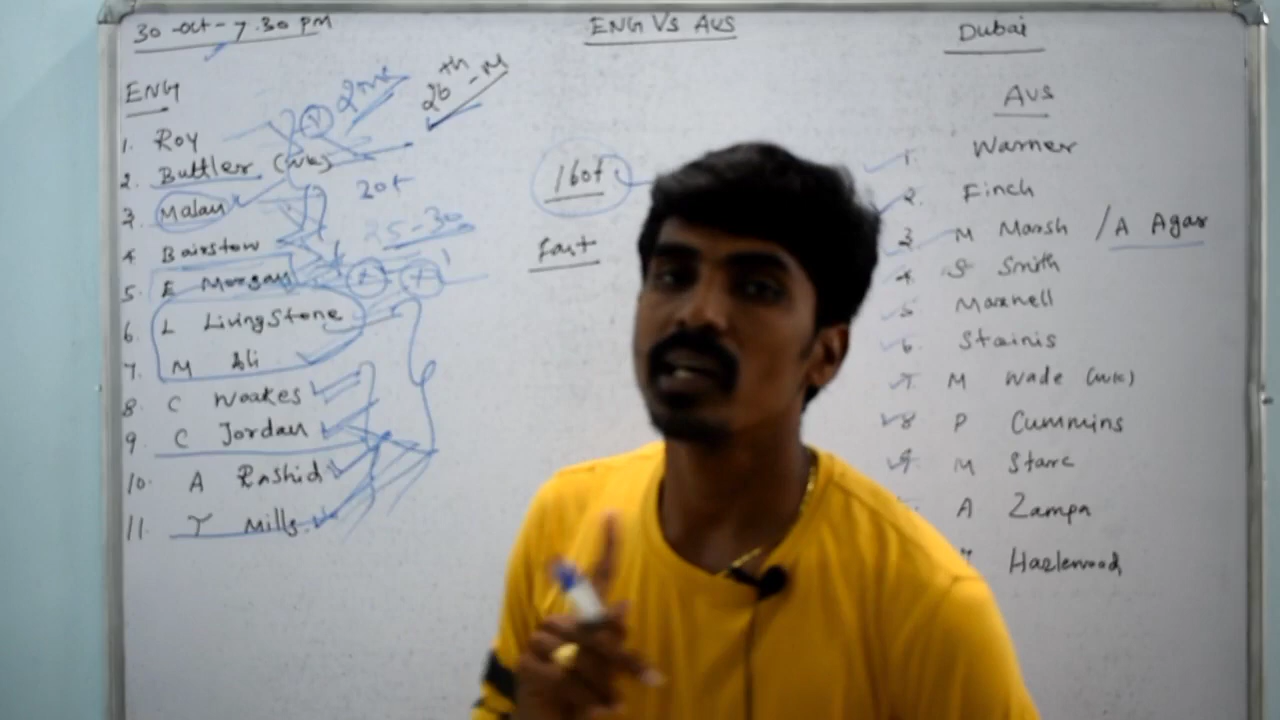 30 -oct - 7.30 PM
ENG Vs AUS
Dubai
ENG
1. Roy
2. Buttler (wk)
3. Malan
4 Bairstow
5. E Morgan
6. L Livingstone
7. M Ali
8. C Woakes
9. C Jordan
10. A Rashid
11. T Mills
26th - M
20+
25-30
160+
Fast
AUS
1. Warner
2. Finch
3 M Marsh / A Agar
4 S Smith
5 Maxwell
6. Stainis
7 M Wade (wk)
8 P Cummins
9 M Starc
A Zampa
Hazlewood